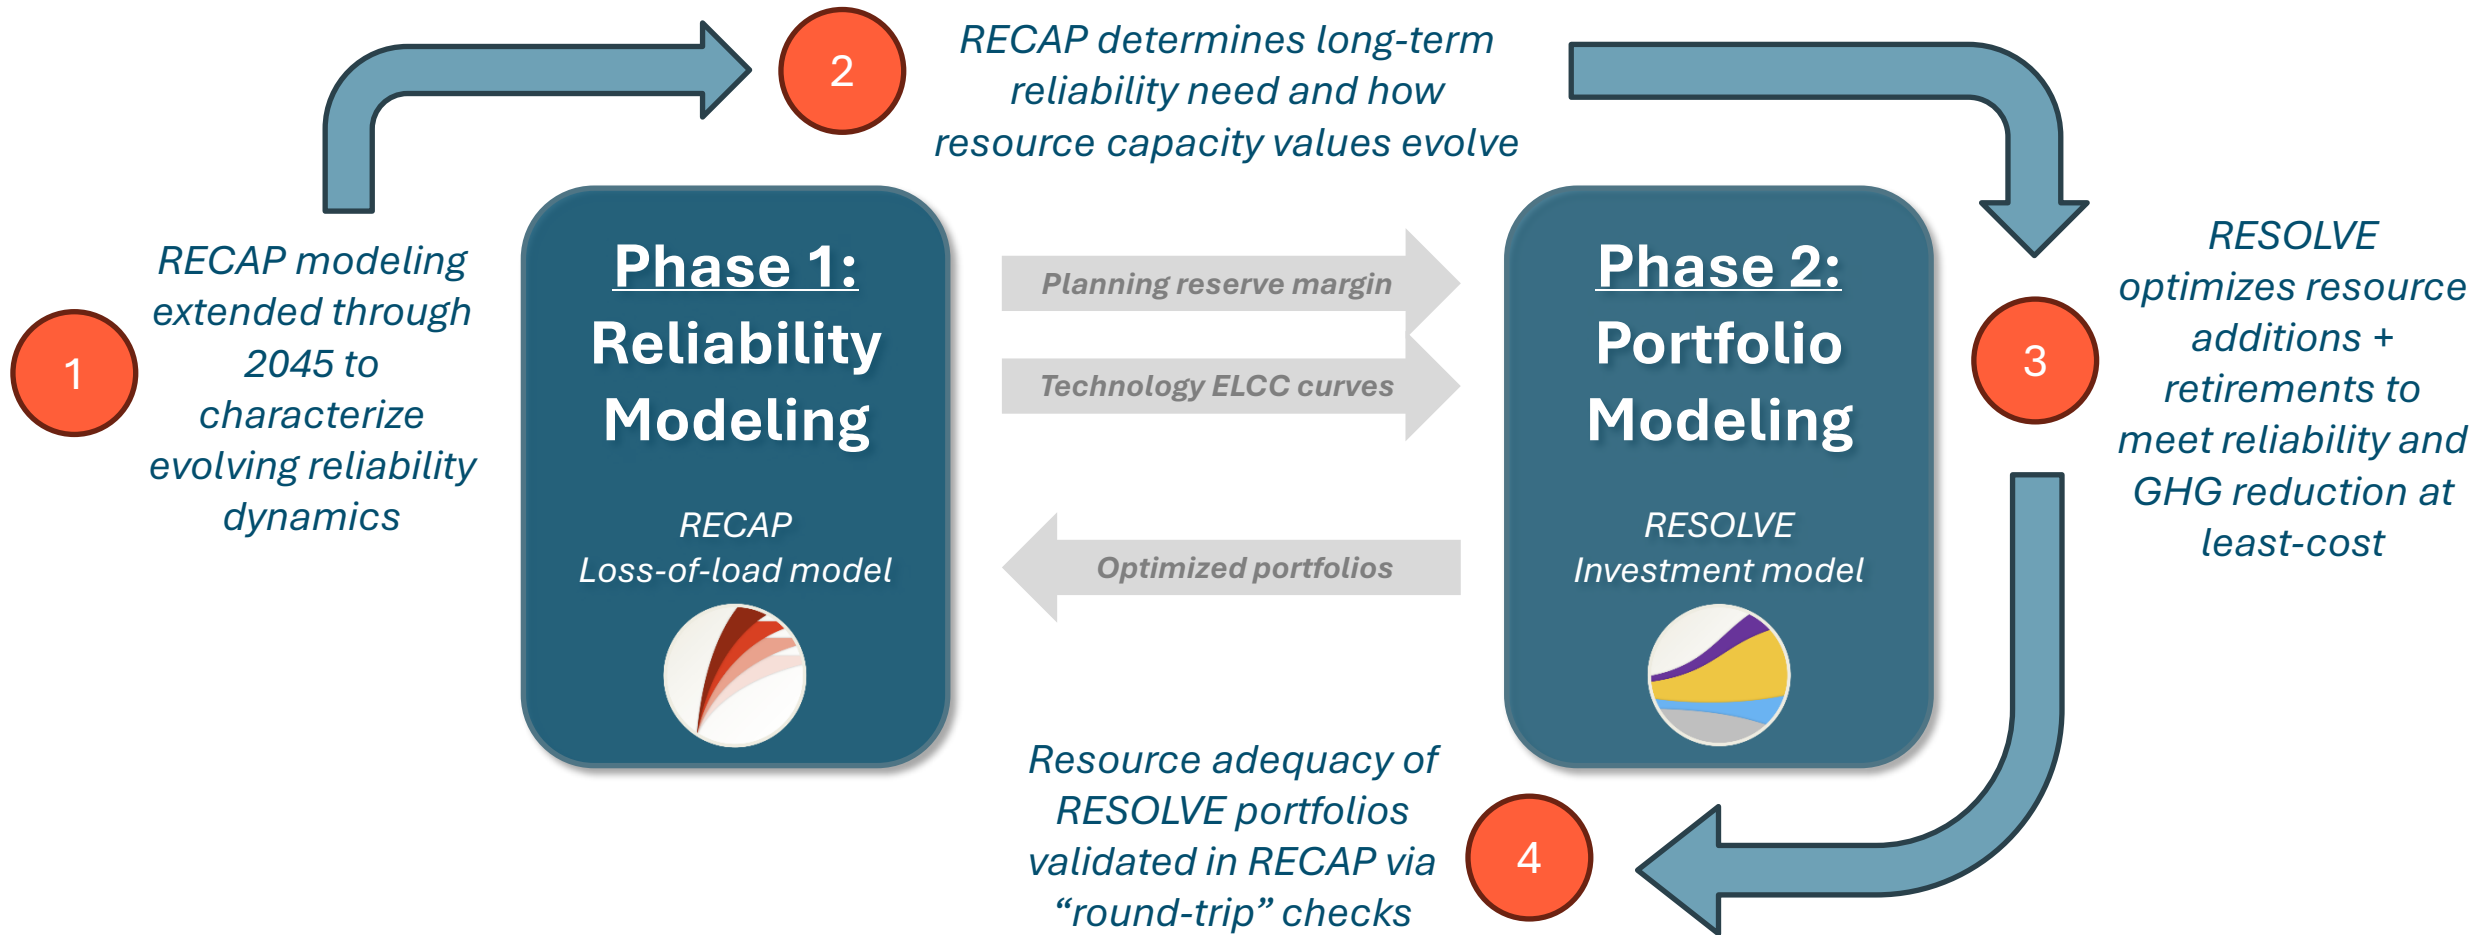 1
RECAP modeling
extended through
2045 to
characterize
evolving reliability
dynamics
2
RECAP determines long-term
reliability need and how
resource capacity values evolve
Phase 1:
Reliability
Modeling
RECAP
Loss-of-load model
Planning reserve margin
Technology ELCC curves
Optimized portfolios
Phase 2:
Portfolio
Modeling
RESOLVE
Investment model
3
RESOLVE
optimizes resource
additions +
retirements to
meet reliability and
GHG reduction at
least-cost
Resource adequacy of
RESOLVE portfolios
validated in RECAP via
“round-trip” checks
4